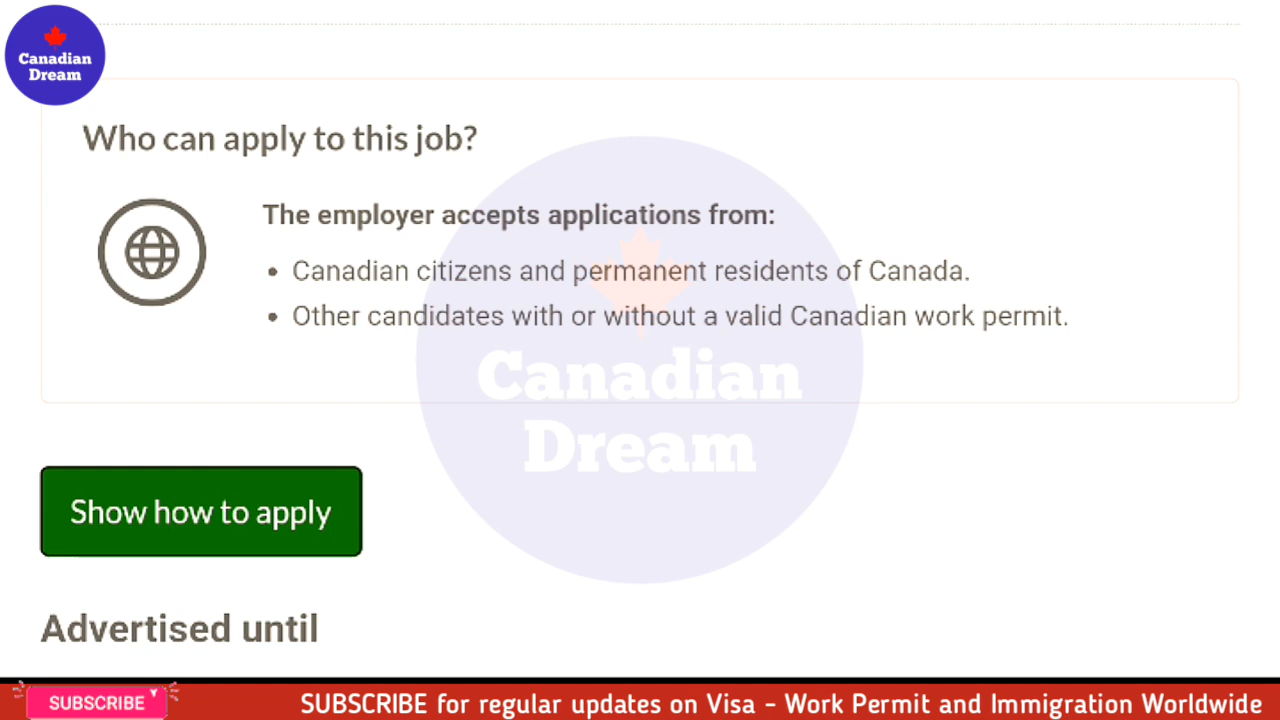 Canadian
Dream
Who can apply to this job?
The employer accepts applications from:
Canadian citizens and permanent residents of Canada.
Other candidates with or without a valid Canadian work permit.
Canadian
Dream
Show how to apply
Advertised until
SUBSCRIBE
SUBSCRIBE for regular updates on Visa - Work Permit and Immigration Worldwide